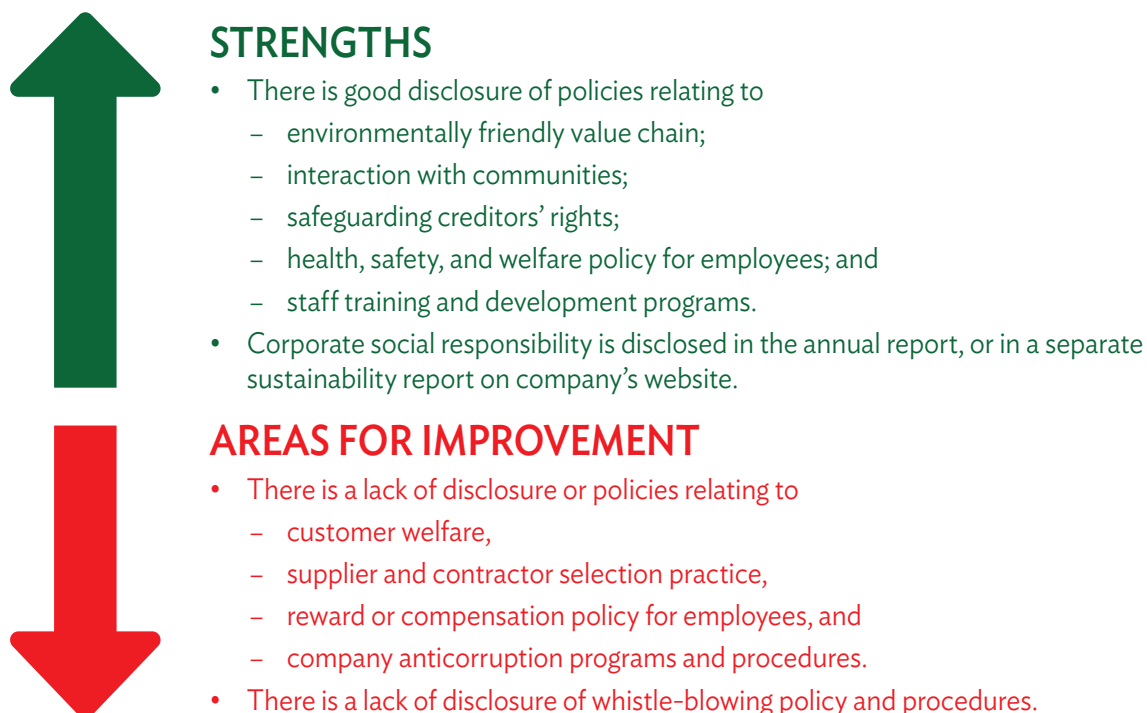 STRENGTHS
• There is good disclosure of policies relating to
– environmentally friendly value chain;
– interaction with communities;
– safeguarding creditors’ rights;
– health, safety, and welfare policy for employees; and
– staff training and development programs.
• Corporate social responsibility is disclosed in the annual report, or in a separate
sustainability report on company’s website.
AREAS FOR IMPROVEMENT
• There is a lack of disclosure or policies relating to
– customer welfare,
– supplier and contractor selection practice,
– reward or compensation policy for employees, and
– company anticorruption programs and procedures.
• There is a lack of disclosure of whistle-blowing policy and procedures.